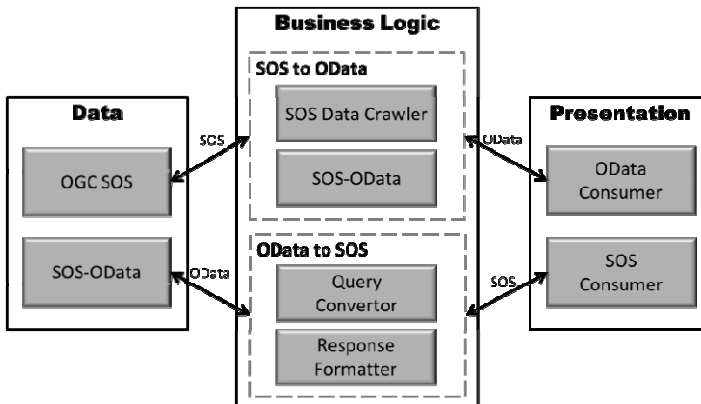 Business Logic
SOS to OData
SOS Data Crawler
SOS-OData
OData to SOS
Query
Convertor
Response
Formatter
Data
OGC SOS
SOS-OData
SOS
OData
Presentation
OData
Consumer
SOS
Consumer
OData
SOS